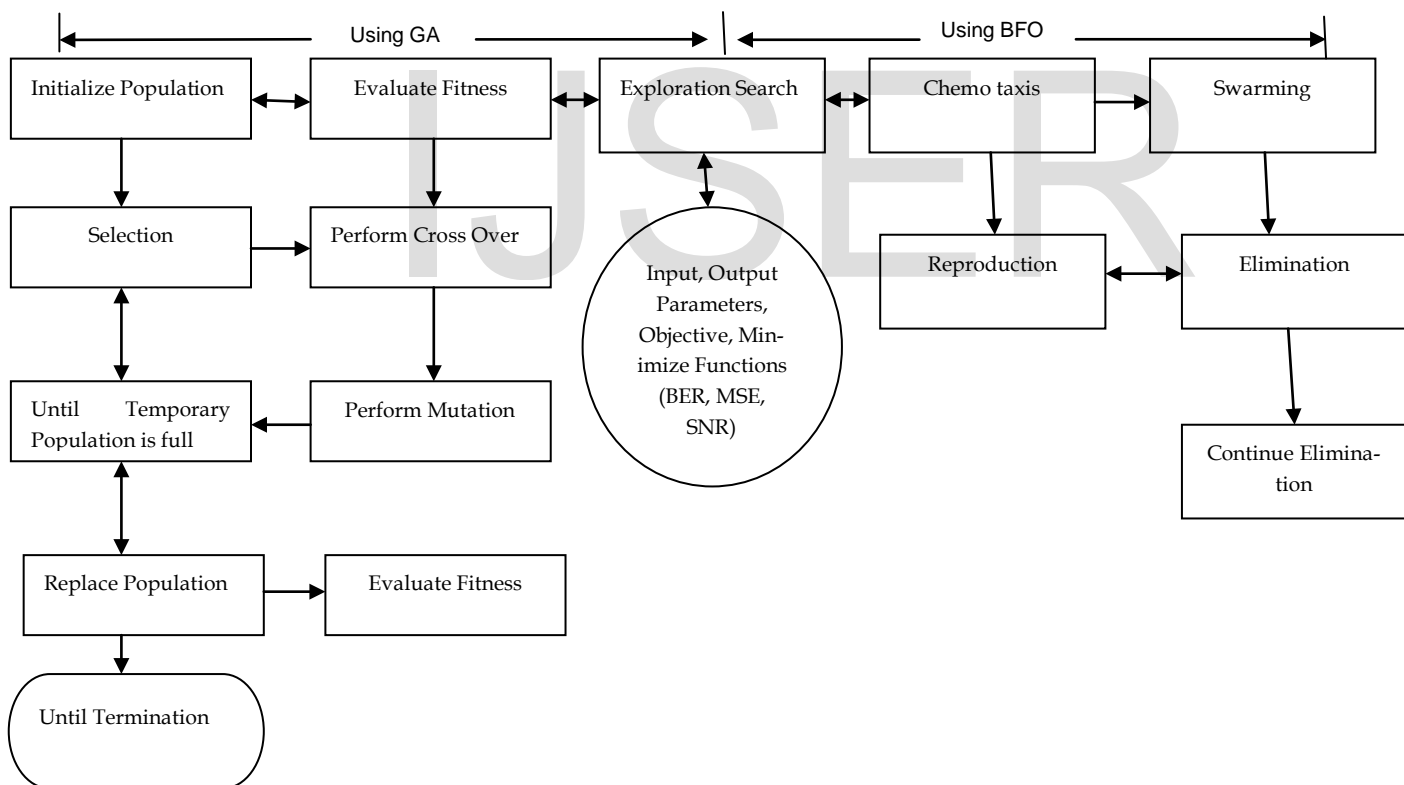 Using GA
Using BFO
Initialize Population
Evaluate Fitness
Exploration Search
Chemo taxis
Swarming
IJSER
Selection
Perform Cross Over
Input, Output
Parameters,
Objective, Min-
imize Functions
(BER, MSE,
SNR)
Reproduction
Elimination
Until Temporary
Population is full
Perform Mutation
Continue Elimina-
tion
Replace Population
Evaluate Fitness
Until Termination